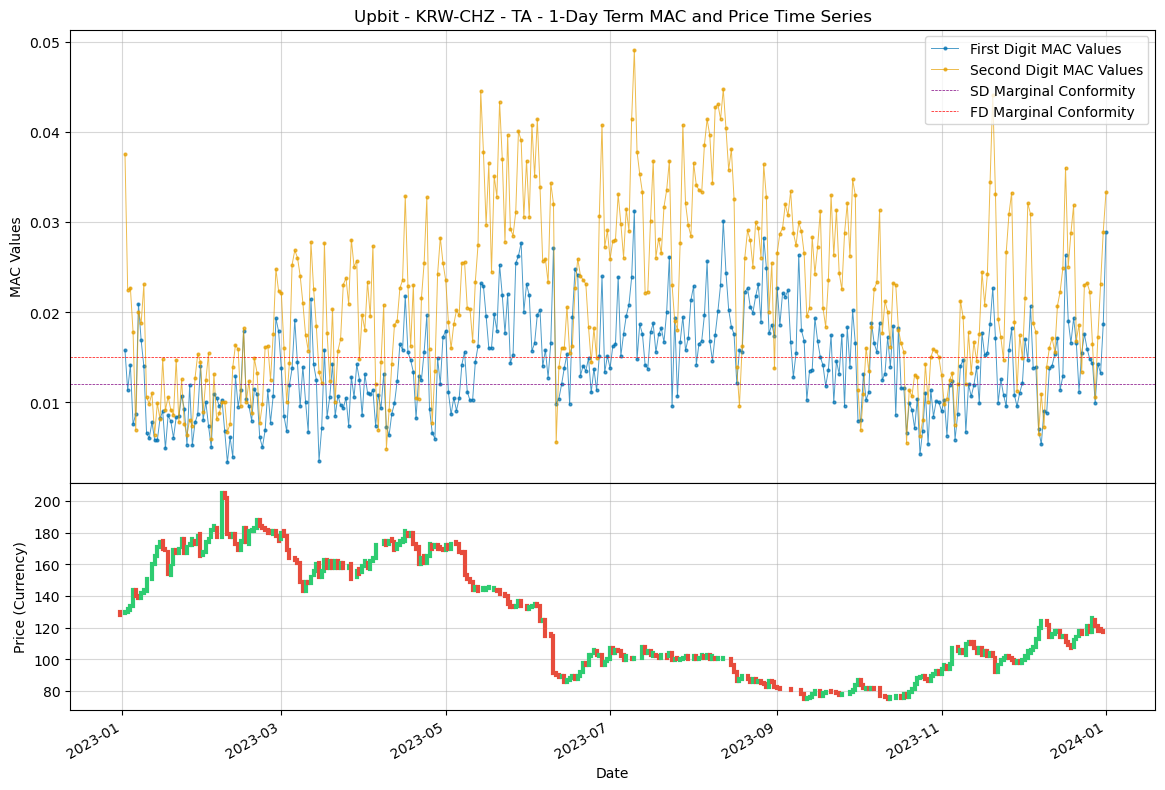 Upbit - KRW-CHZ - TA - 1-Day Term MAC and Price Time Series
First Digit MAC Values
Second Digit MAC Values
SD Marginal Conformity
FD Marginal Conformity
MAC Values
0.05
0.04
0.03
0.02
0.01
Price (Currency)
200
180
160
140
120
100
80
2023-01
2023-03
2023-05
2023-07
2023-09
2023-11
2024-01
Date